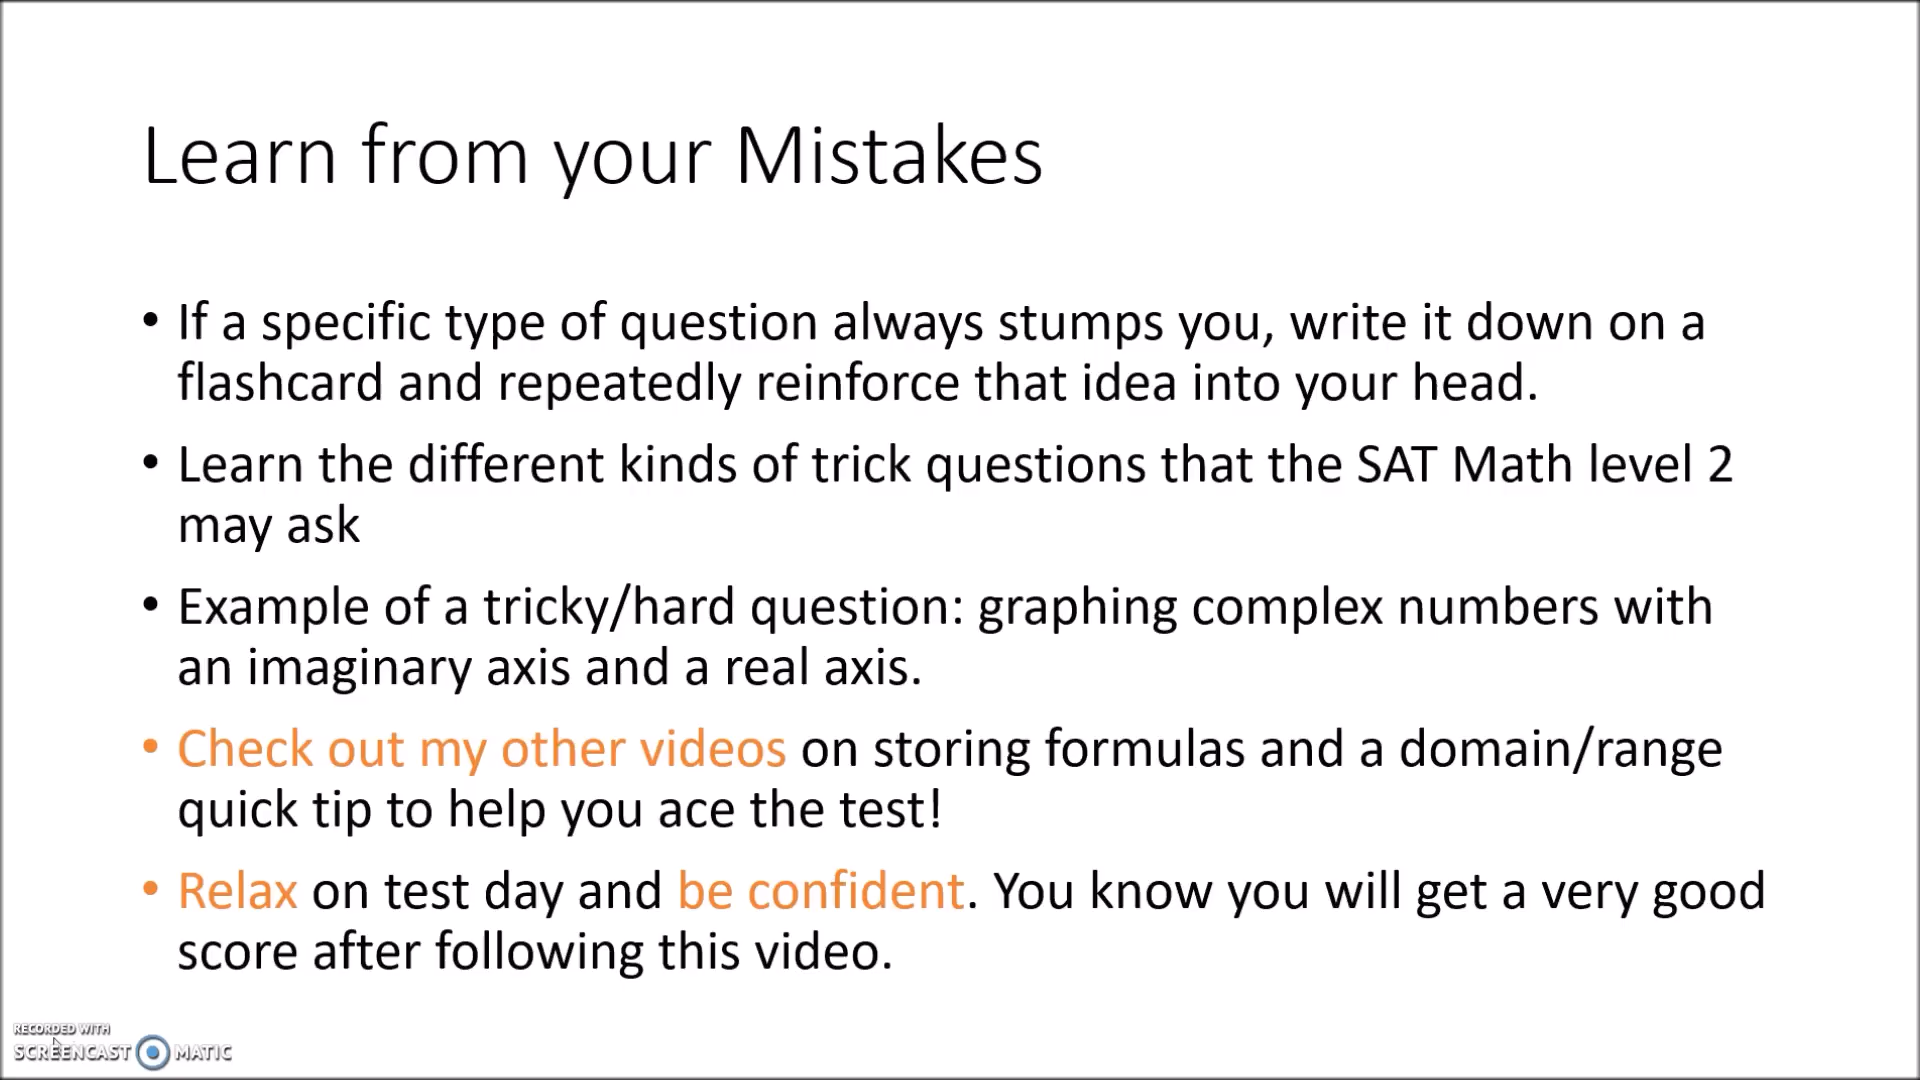 Learn from your Mistakes
• If a specific type of question always stumps you, write it down on a
flashcard and repeatedly reinforce that idea into your head.
• Learn the different kinds of trick questions that the SAT Math level 2
may ask
• Example of a tricky/hard question: graphing complex numbers with
an imaginary axis and a real axis.
• Check out my other videos on storing formulas and a domain/range
quick tip to help you ace the test!
• Relax on test day and be confident. You know you will get a very good
score after following this video.
RECORDED WITH
SCREENCAST MATIC